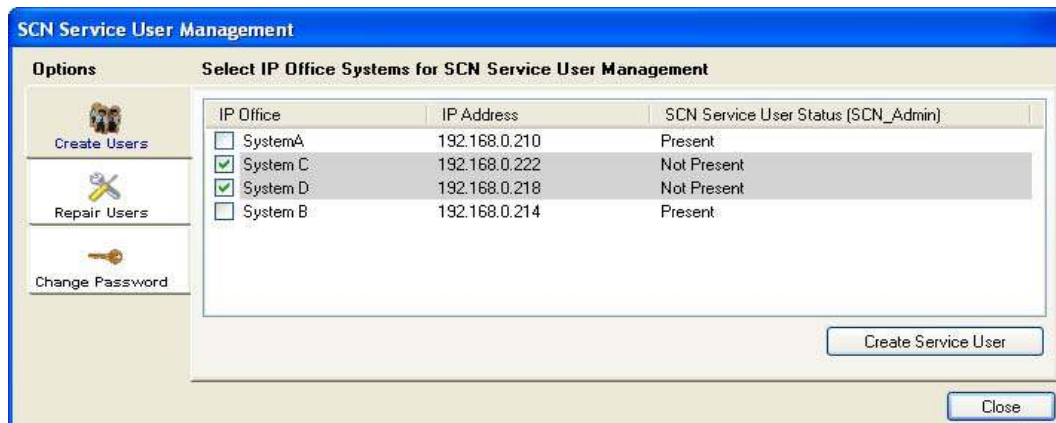 SCN Service User Management
Options
Select IP Office Systems for SCN Service User Management
Create Users
Repair Users
Change Password
IP Office IP Address SCN Service User Status (SCN_Admin)
SystemA 192.168.0.210 Present
System C 192.168.0.222 Not Present
System D 192.168.0.218 Not Present
System B 192.168.0.214 Present
Create Service User
Close